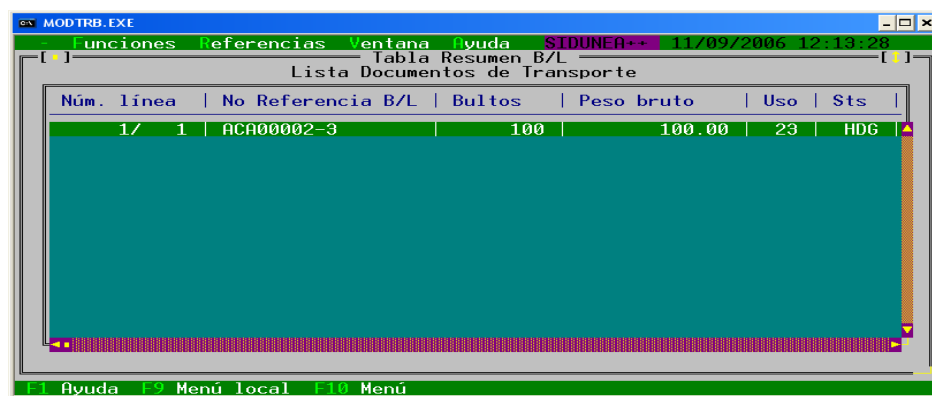 MODTRB.EXE
- Funciones Referencias Ventana Ayuda SIDUNEA++ 11/09/2006 12:13:28
Tabla Resumen B/L
Lista Documentos de Transporte
Núm. línea | No Referencia B/L | Bultos | Peso bruto | Uso | Sts |
1/ 1 | ACA00002-3 | 100 | 100.00 | 23 | HDG |
F1 Ayuda F9 Menú local F10 Menú